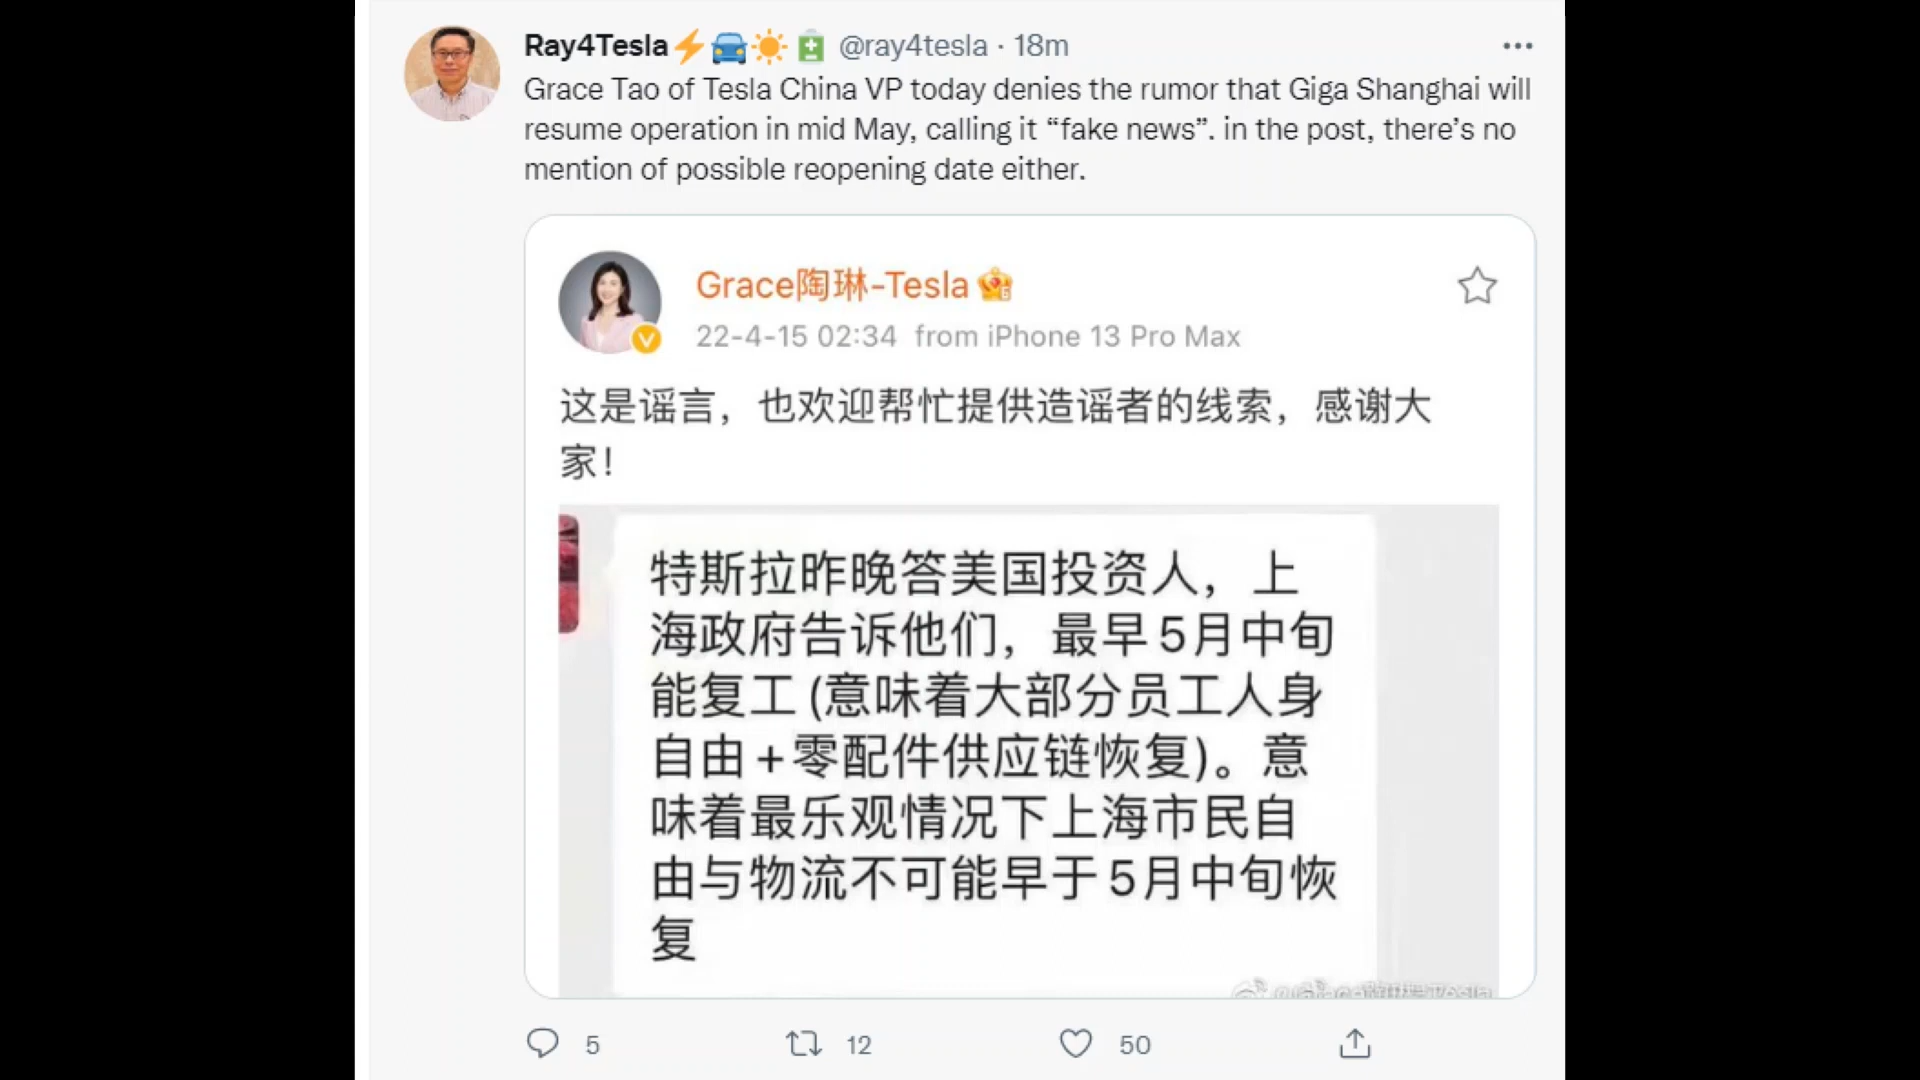 Ray4Tesla⚡🚘☀️🔋 @ray4tesla · 18m
Grace Tao of Tesla China VP today denies the rumor that Giga Shanghai will
resume operation in mid May, calling it “fake news”. in the post, there’s no
mention of possible reopening date either.
Grace陶琳-Tesla
22-4-15 02:34 from iPhone 13 Pro Max
这是谣言，也欢迎帮忙提供造谣者的线索，感谢大
家！
特斯拉昨晚答美国投资人，上
海政府告诉他们，最早5月中旬
能复工(意味着大部分员工人身
自由+零配件供应链恢复)。意
味着最乐观情况下上海市民自
由与物流不可能早于5月中旬恢
复
@Grace陶琳-Tesla
5 12 50